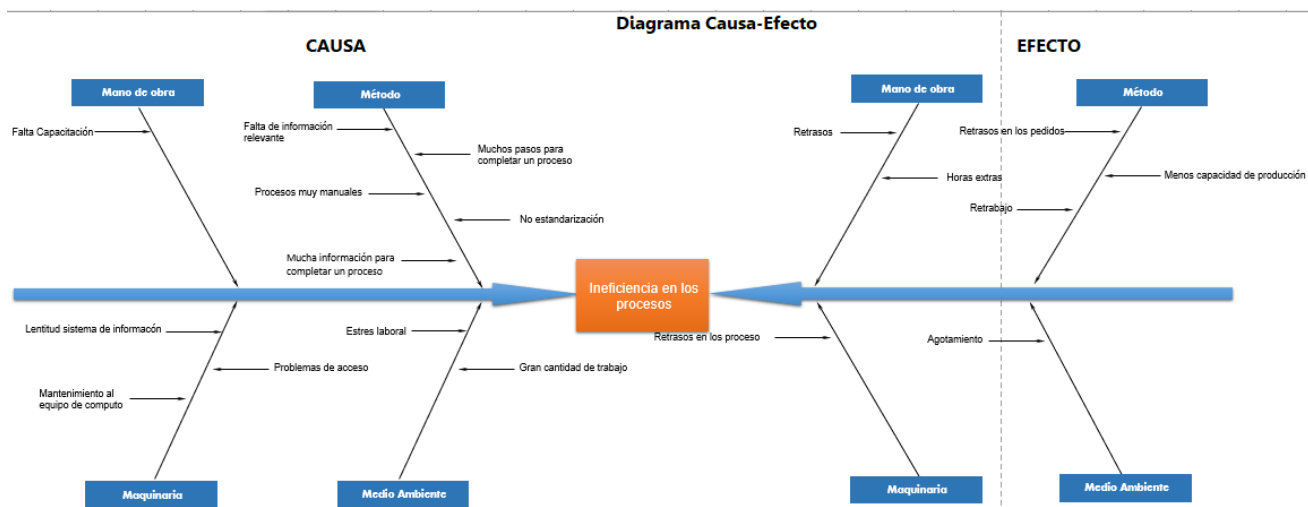 Diagrama Causa-Efecto
CAUSA
EFECTO
Mano de obra
Método
Mano de obra
Método
Falta Capacitación
Falta de información
relevante
Muchos pasos para
completar un proceso
Procesos muy manuales
No estandarización
Mucha información para
completar un proceso
Retrasos
Horas extras
Retrasos en los pedidos
Menos capacidad de producción
Retrabajo
Ineficiencia en los
procesos
Lentitud sistema de informacón
Problemas de acceso
Mantenimiento al
equipo de computo
Estres laboral
Gran cantidad de trabajo
Retrasos en los proceso
Agotamiento
Maquinaria
Medio Ambiente
Maquinaria
Medio Ambiente